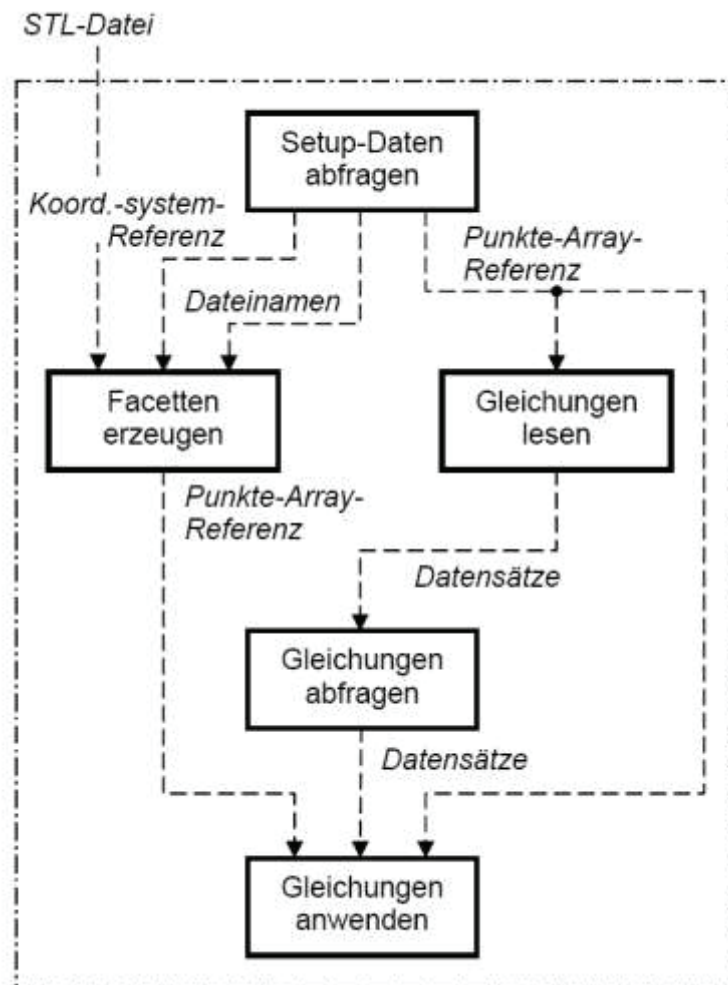 STL-Datei
Setup-Daten
abfragen
Koord.-system-
Referenz
Punkte-Array-
Referenz
Dateinamen
Facetten
erzeugen
Gleichungen
lesen
Punkte-Array-
Referenz
Datensätze
Gleichungen
abfragen
Datensätze
Gleichungen
anwenden